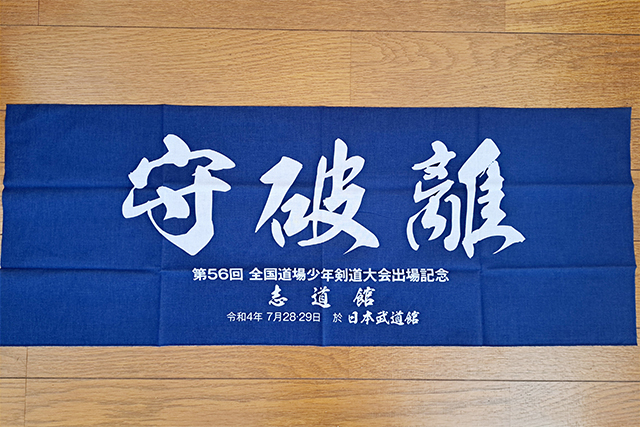 守破離
第56回 全国道場少年剣道大会出場記念
志道館
令和4年 7月28·29日 於 日本武道館